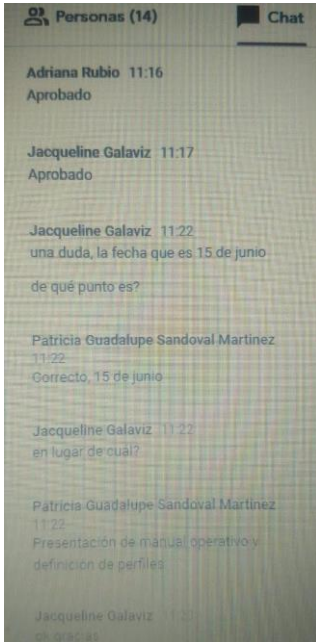 Personas (14)
Chat
Adriana Rubio 11:16
Aprobado
Jacqueline Galaviz 11:17
Aprobado
Jacqueline Galaviz 11:22
una duda, la fecha que es 15 de junio
de qué punto es?
Patricia Guadalupe Sandoval Martinez
11:22
Correcto, 15 de junio
Jacqueline Galaviz 11:22
en lugar de cuál?
Patricia Guadalupe Sandoval Martinez
11:22
Presentación de manual operativo y
definición de perfiles
Jacqueline Galaviz
ok gracias